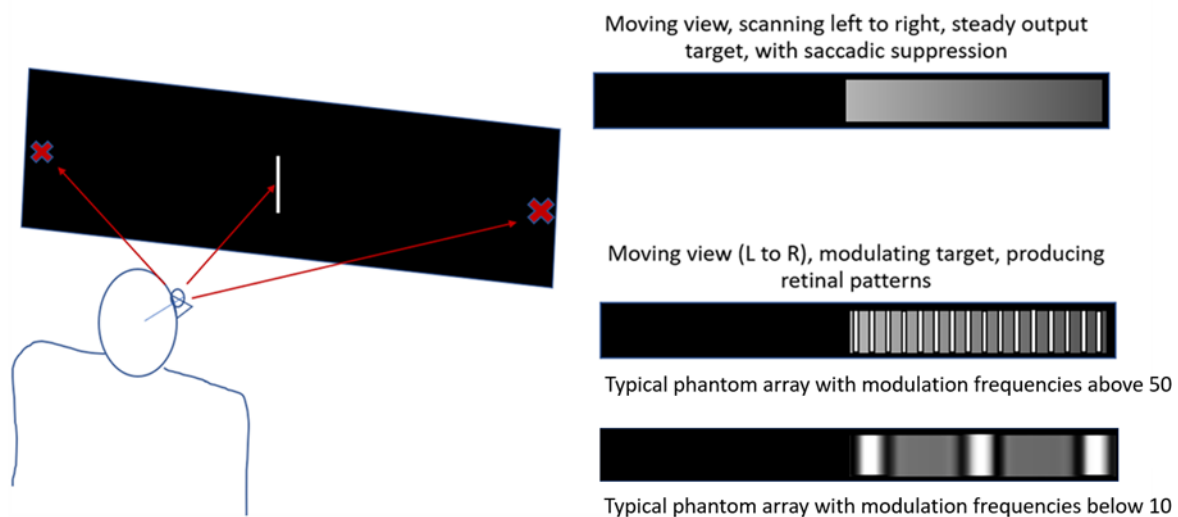 Moving view, scanning left to right, steady output
target, with saccadic suppression
Moving view (L to R), modulating target, producing
retinal patterns
Typical phantom array with modulation frequencies above 50
Typical phantom array with modulation frequencies below 10